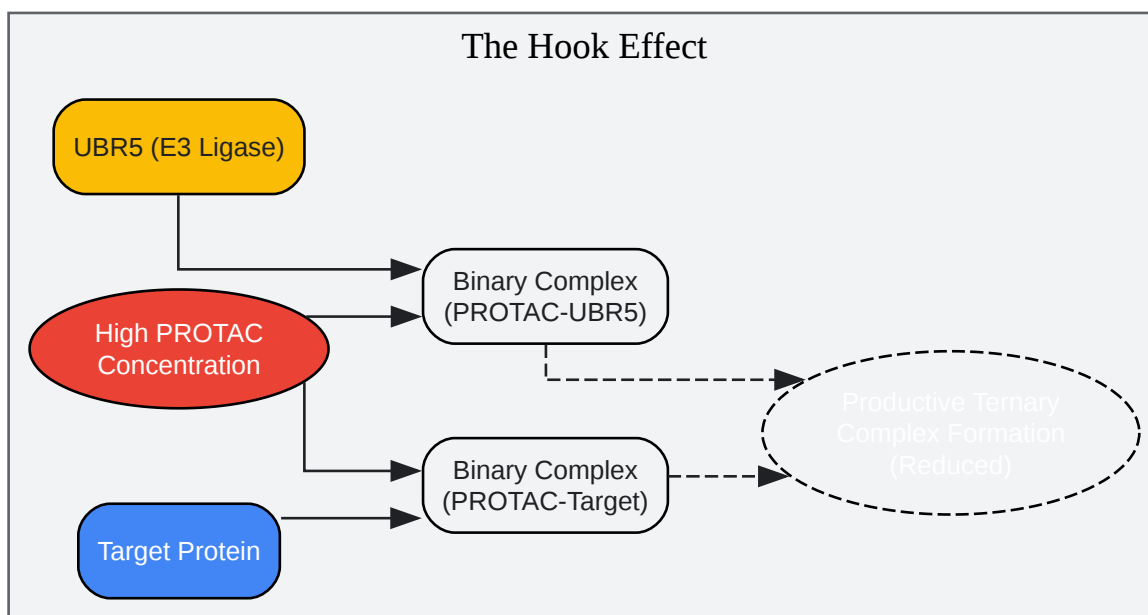 The Hook Effect
UBR5 (E3 Ligase)
Binary Complex
(PROTAC-UBR5)
High PROTAC
Concentration
Productive Ternary
Complex Formation
(Reduced)
Binary Complex
(PROTAC-Target)
Target Protein